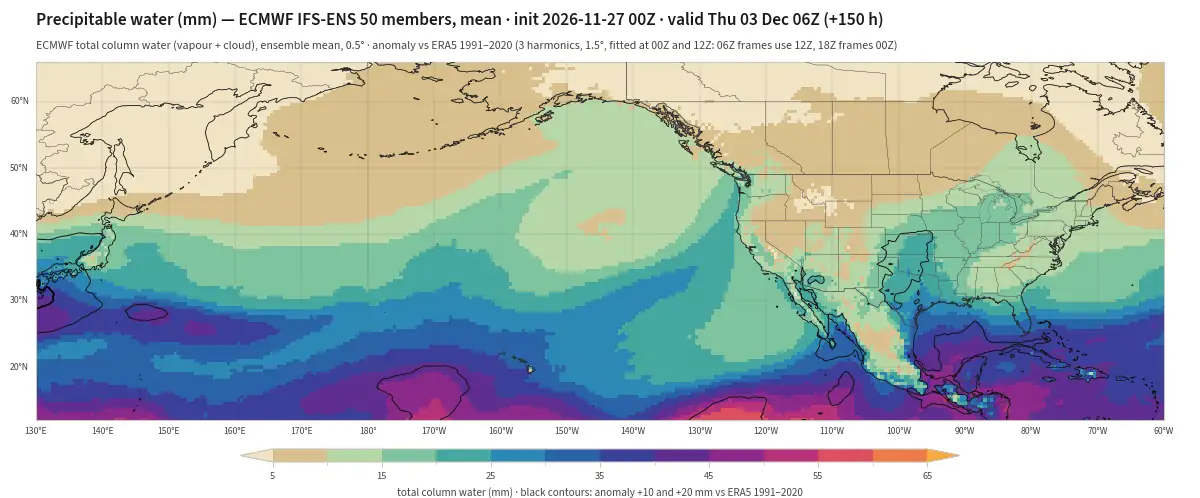 Precipitable water (mm) — ECMWF IFS-ENS 50 members, mean · init 2026-11-27 00Z · valid Thu 03 Dec 06Z (+150 h)
ECMWF total column water (vapour + cloud), ensemble mean, 0.5° · anomaly vs ERA5 1991–2020 (3 harmonics, 1.5°, fitted at 00Z and 12Z: 06Z frames use 12Z, 18Z frames 00Z)
60°N
50°N
40°N
30°N
20°N
130°E 140°E 150°E 160°E 170°E 180° 170°W 160°W 150°W 140°W 130°W 120°W 110°W 100°W 90°W 80°W 70°W 60°W
5 15 25 35 45 55 65
total column water (mm) · black contours: anomaly +10 and +20 mm vs ERA5 1991–2020